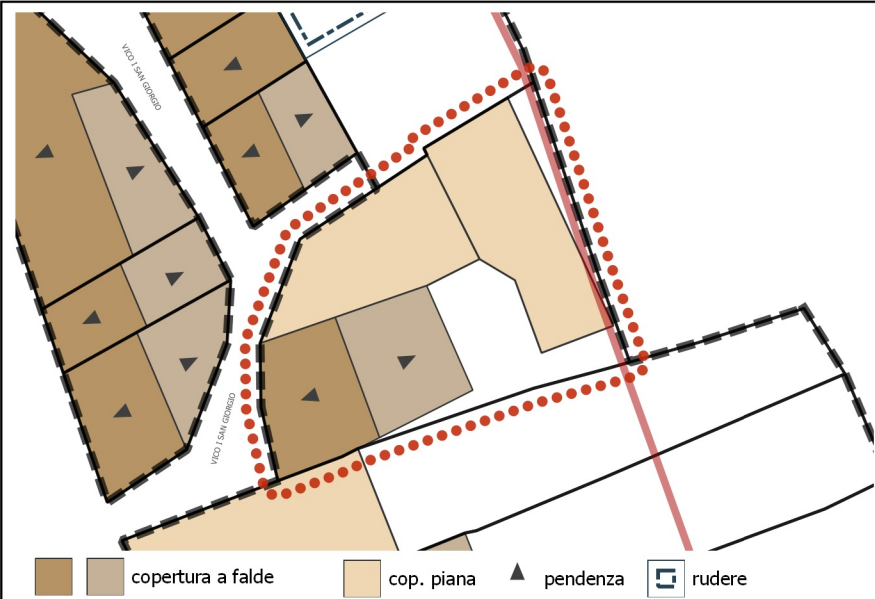 VICO I SAN GIORGIO
VICO I SAN GIORGIO
copertura a falde
cop. piana
pendenza
rudere